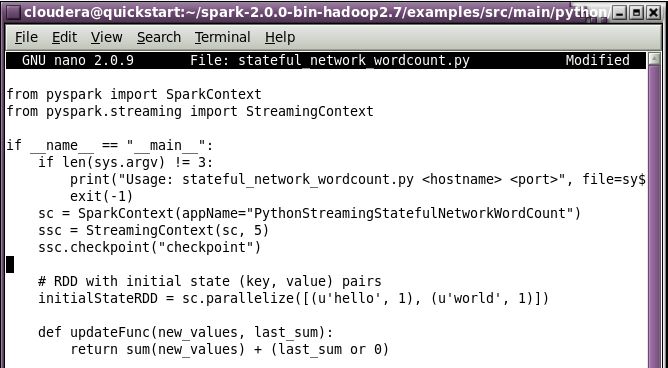 cloudera@quickstart:~/spark-2.0.0-bin-hadoop2.7/examples/src/main/python/
File Edit View Search Terminal Help
GNU nano 2.0.9 File: stateful_network_wordcount.py Modified
from pyspark import SparkContext
from pyspark.streaming import StreamingContext
if __name__ == "__main__":
    if len(sys.argv) != 3:
        print("Usage: stateful_network_wordcount.py <hostname> <port>", file=sy$
        exit(-1)
    sc = SparkContext(appName="PythonStreamingStatefulNetworkWordCount")
    ssc = StreamingContext(sc, 5)
    ssc.checkpoint("checkpoint")
    # RDD with initial state (key, value) pairs
    initialStateRDD = sc.parallelize([(u'hello', 1), (u'world', 1)])
    def updateFunc(new_values, last_sum):
        return sum(new_values) + (last_sum or 0)